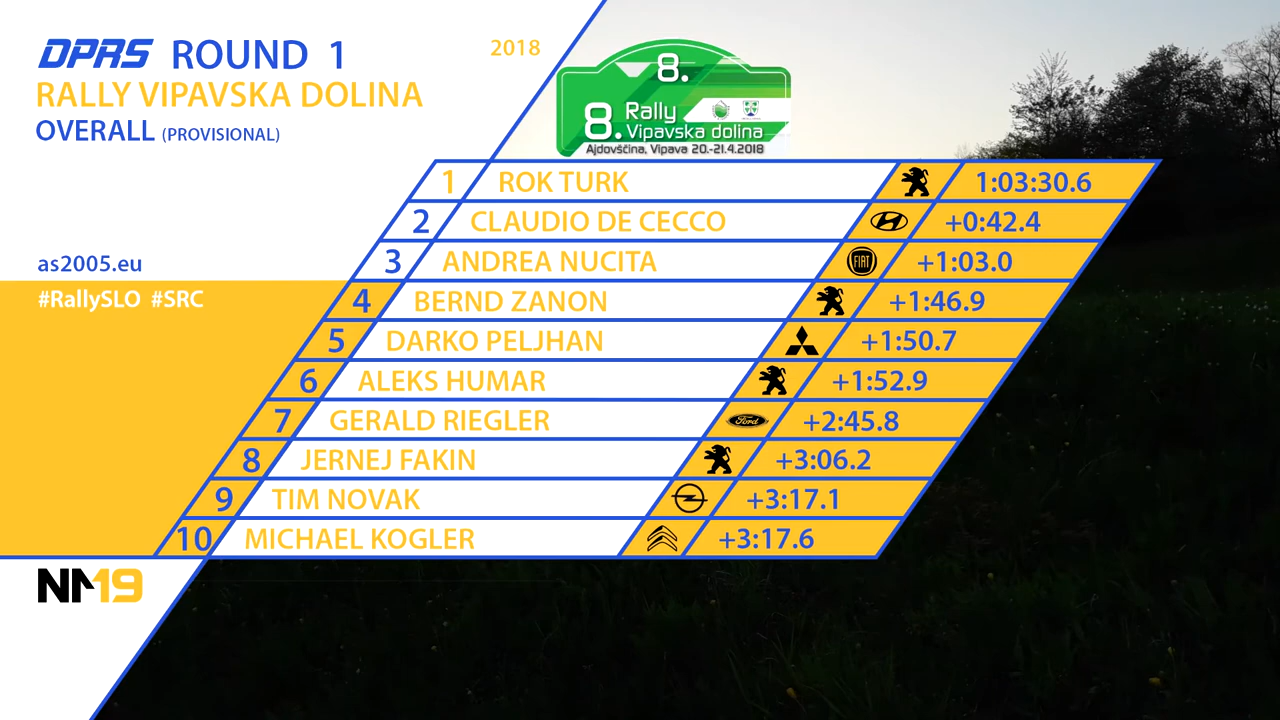 DPRS ROUND 1
2018
RALLY VIPAVSKA DOLINA
OVERALL (PROVISIONAL)
8.
8. Rally
Vipavska dolina
Ajdovščina, Vipava 20.-21.4.2018
1 ROK TURK 1:03:30.6
2 CLAUDIO DE CECCO +0:42.4
3 ANDREA NUCITA FIAT +1:03.0
4 BERND ZANON +1:46.9
5 DARKO PELJHAN +1:50.7
6 ALEKS HUMAR +1:52.9
7 GERALD RIEGLER Ford +2:45.8
8 JERNEJ FAKIN +3:06.2
9 TIM NOVAK +3:17.1
10 MICHAEL KOGLER +3:17.6
as2005.eu
#RallySLO #SRC
NM19